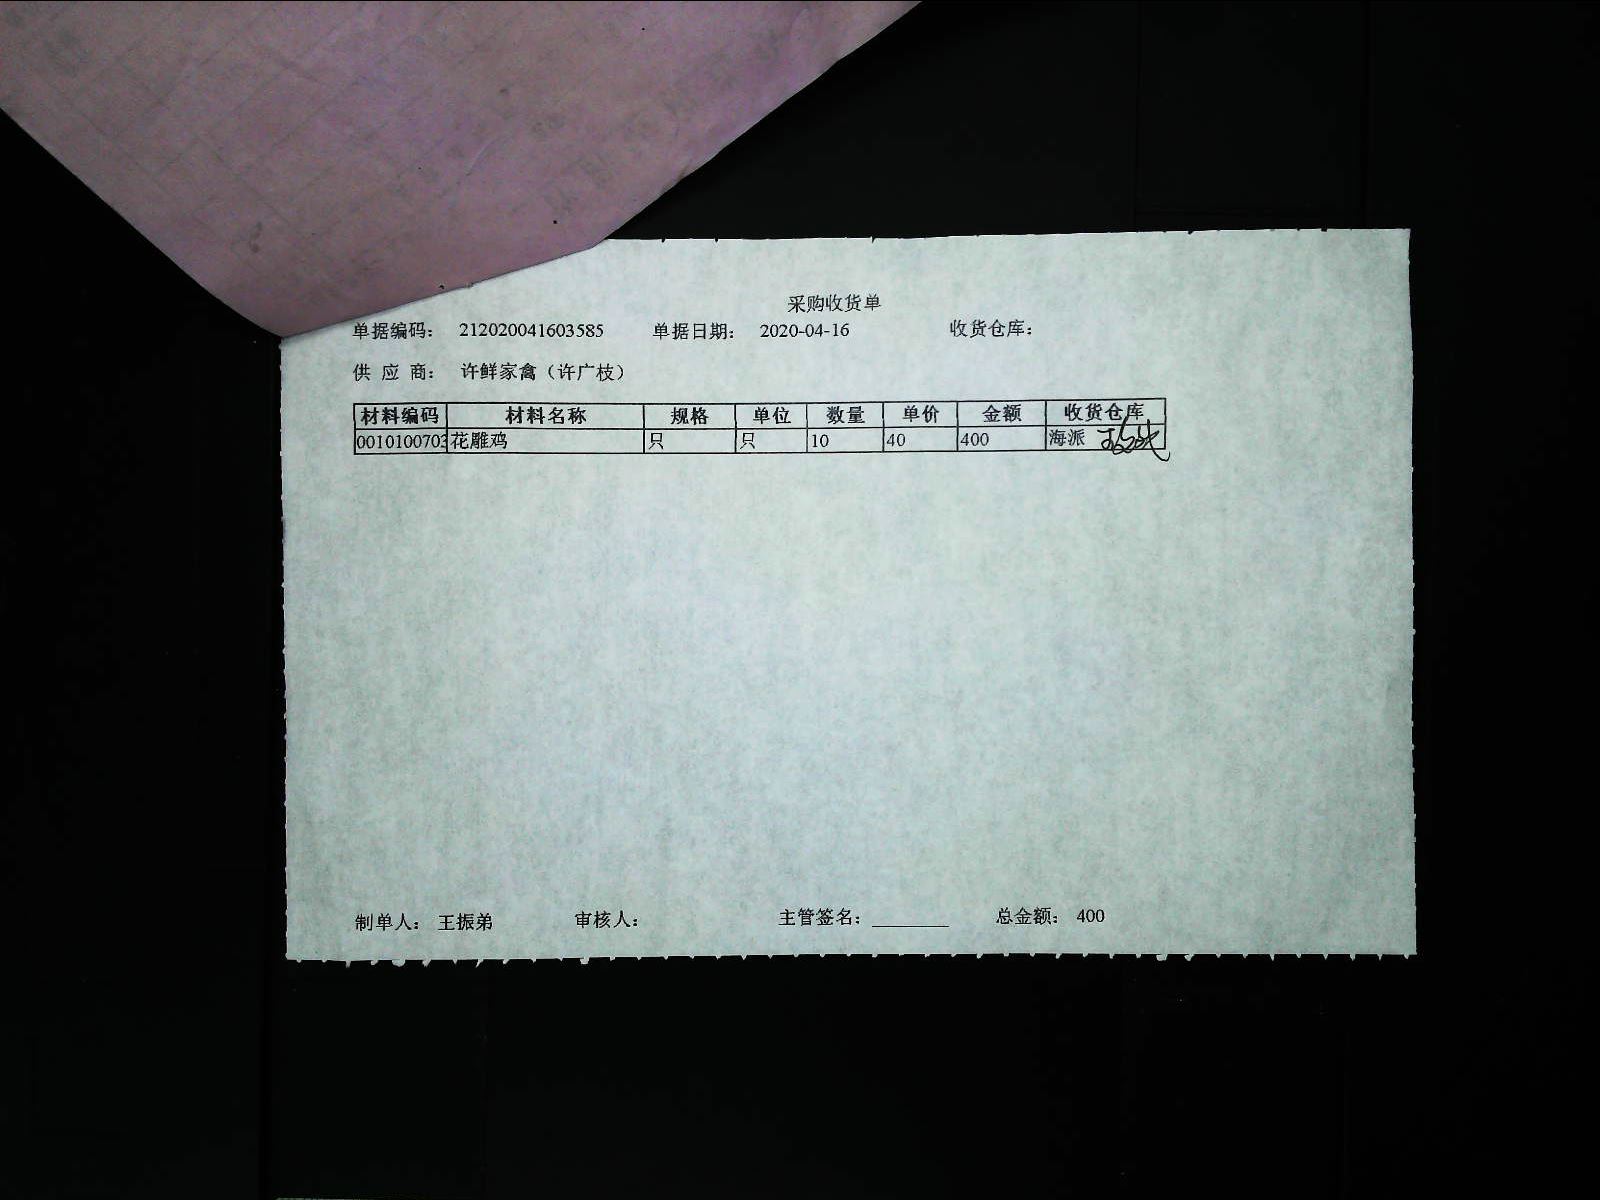 采购收货单
单据编码： 212020041603585 单据日期： 2020-04-16 收货仓库：
供 应 商： 许鲜家禽（许广枝）
材料编码 材料名称 规格 单位 数量 单价 金额 收货仓库
0010100703 花雕鸡 只 只 10 40 400 海派
制单人： 王振弟 审核人： 主管签名： 总金额： 400